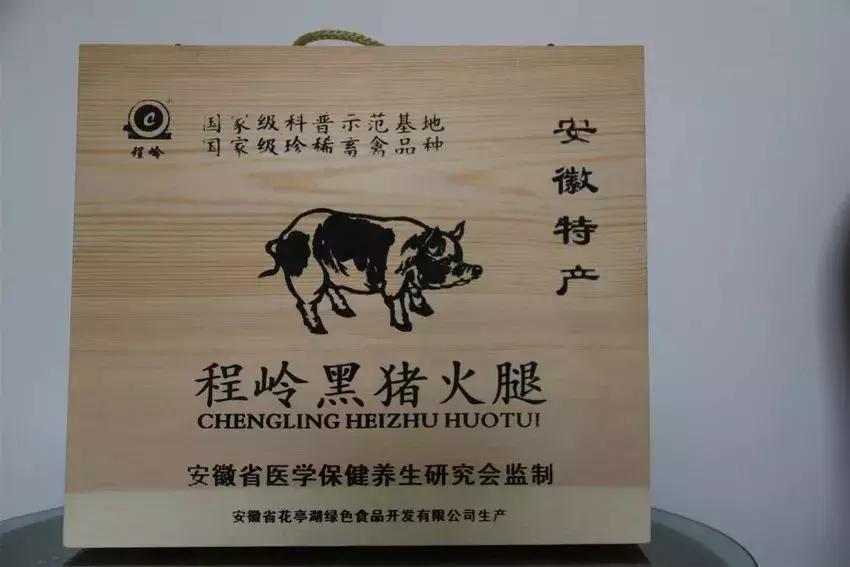 C
程岭
国家级科普示范基地
国家级珍稀畜禽品种
安徽特产
程岭黑猪火腿
CHENGLING HEIZHU HUOTUI
安徽省医学保健养生研究会监制
安徽省花亭湖绿色食品开发有限公司生产